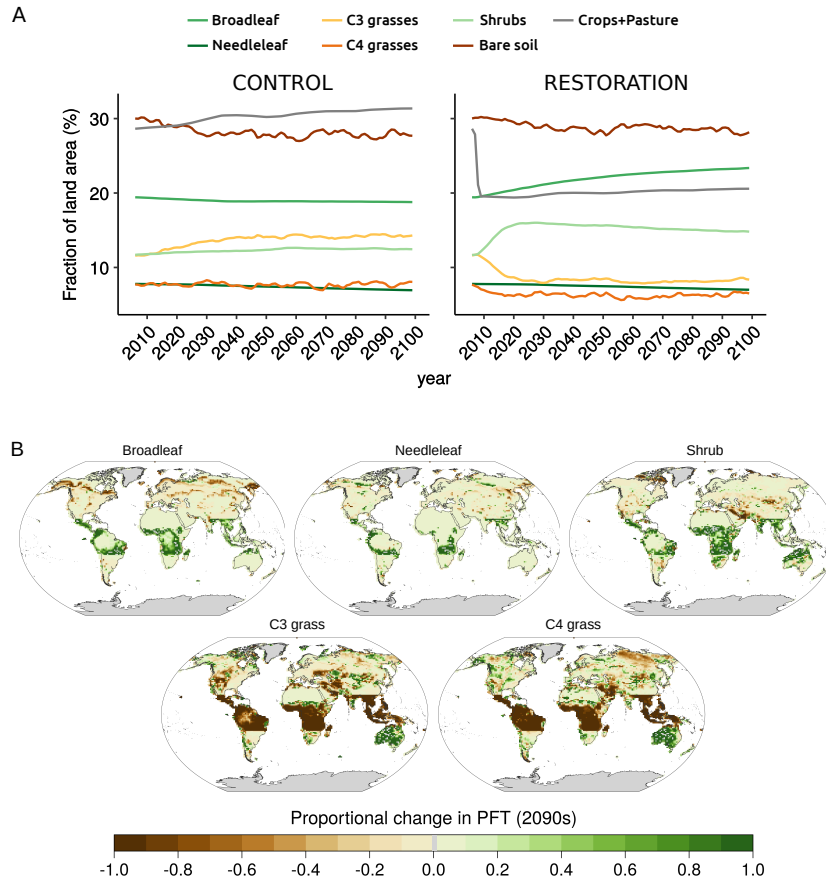 A
Broadleaf C3 grasses Shrubs Crops+Pasture
Needleleaf C4 grasses Bare soil
CONTROL RESTORATION
Fraction of land area (%)
30
20
10
2010 2020 2030 2040 2050 2060 2070 2080 2090 2100 2010 2020 2030 2040 2050 2060 2070 2080 2090 2100
year
B
Broadleaf Needleleaf Shrub
C3 grass C4 grass
Proportional change in PFT (2090s)
-1.0 -0.8 -0.6 -0.4 -0.2 0.0 0.2 0.4 0.6 0.8 1.0